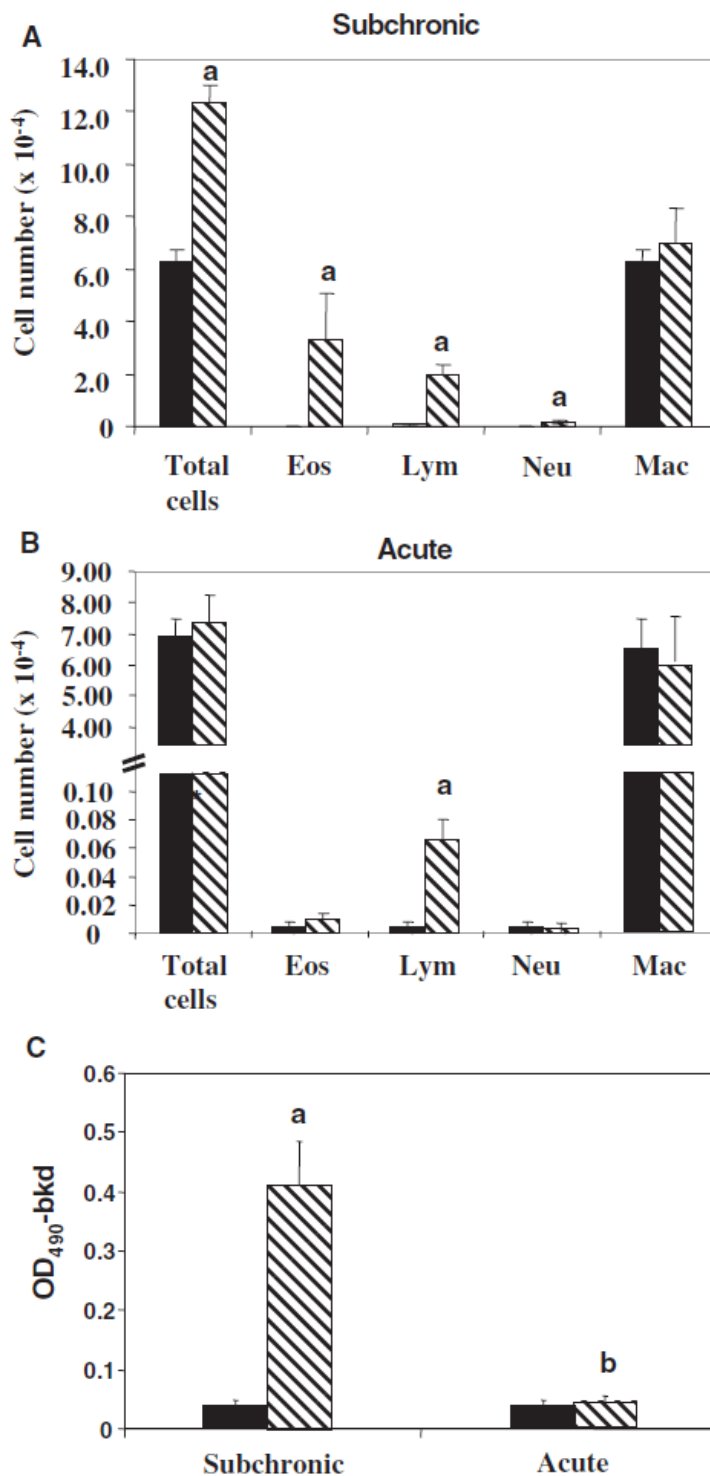 A
Subchronic
Cell number (x 10⁻⁴)
14.0
12.0
10.0
8.0
6.0
4.0
2.0
0
a
a
a
a
Total cells
Eos
Lym
Neu
Mac
B
Acute
Cell number (x 10⁻⁴)
Cell number (x 10⁻⁴)
9.00
8.00
7.00
6.00
5.00
4.00
0.10
0.08
0.06
0.04
0.02
0
*
a
Total cells
Eos
Lym
Neu
Mac
C
OD₄₉₀-bkd
0.6
0.5
0.4
0.3
0.2
0.1
0
a
b
Subchronic
Acute